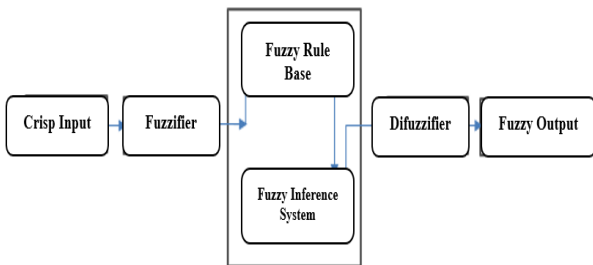 Crisp Input
Fuzzifier
Fuzzy Rule
Base
Fuzzy Inference
System
Difuzzifier
Fuzzy Output